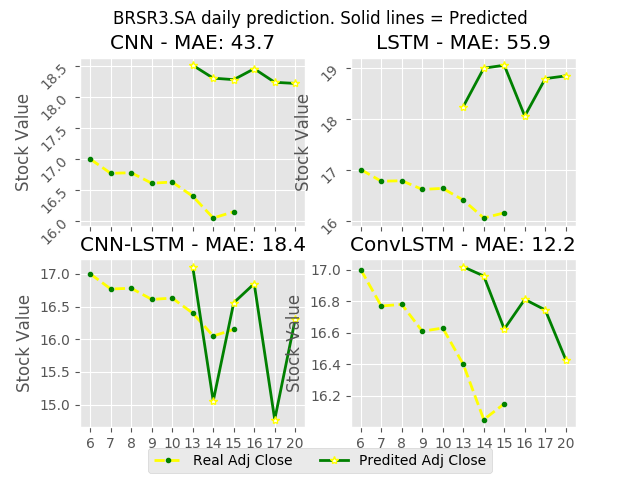 BRSR3.SA daily prediction. Solid lines = Predicted
CNN - MAE: 43.7
Stock Value
18.5
18.0
17.5
17.0
16.5
16.0
LSTM - MAE: 55.9
Stock Value
19
18
17
16
CNN-LSTM - MAE: 18.4
Stock Value
17.0
16.5
16.0
15.5
15.0
6 7 8 9 10 13 14 15 16 17 20
ConvLSTM - MAE: 12.2
Stock Value
17.0
16.8
16.6
16.4
16.2
6 7 8 9 10 13 14 15 16 17 20
Real Adj Close
Predited Adj Close